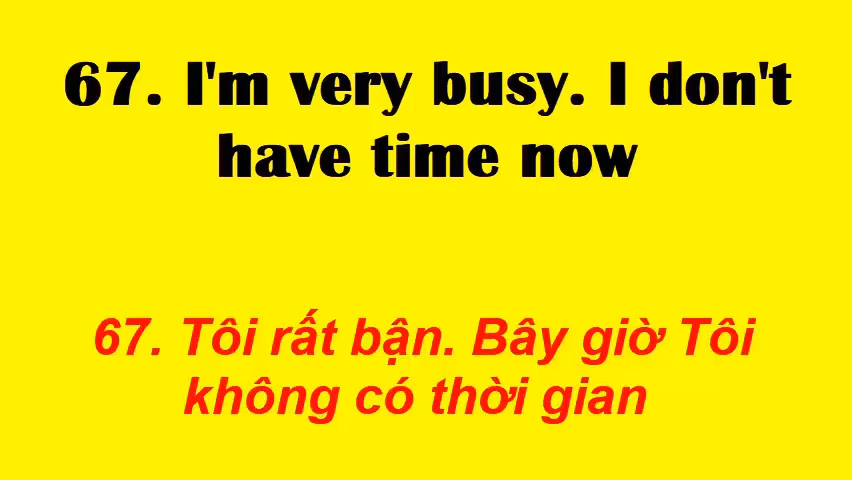 67. I'm very busy. I don't
have time now
67. Tôi rất bận. Bây giờ Tôi
không có thời gian